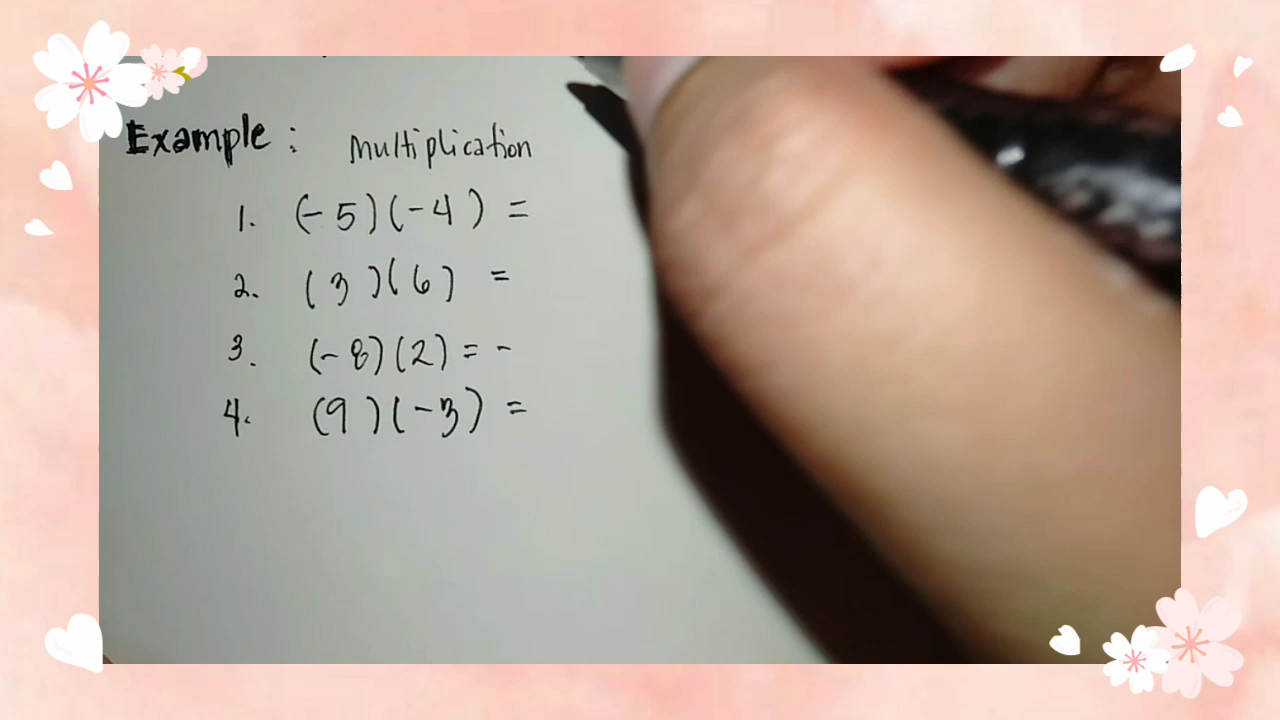 Example : Multiplication
1. (-5)(-4) =
2. (3)(6) =
3. (-8)(2) = -
4. (9)(-3) =